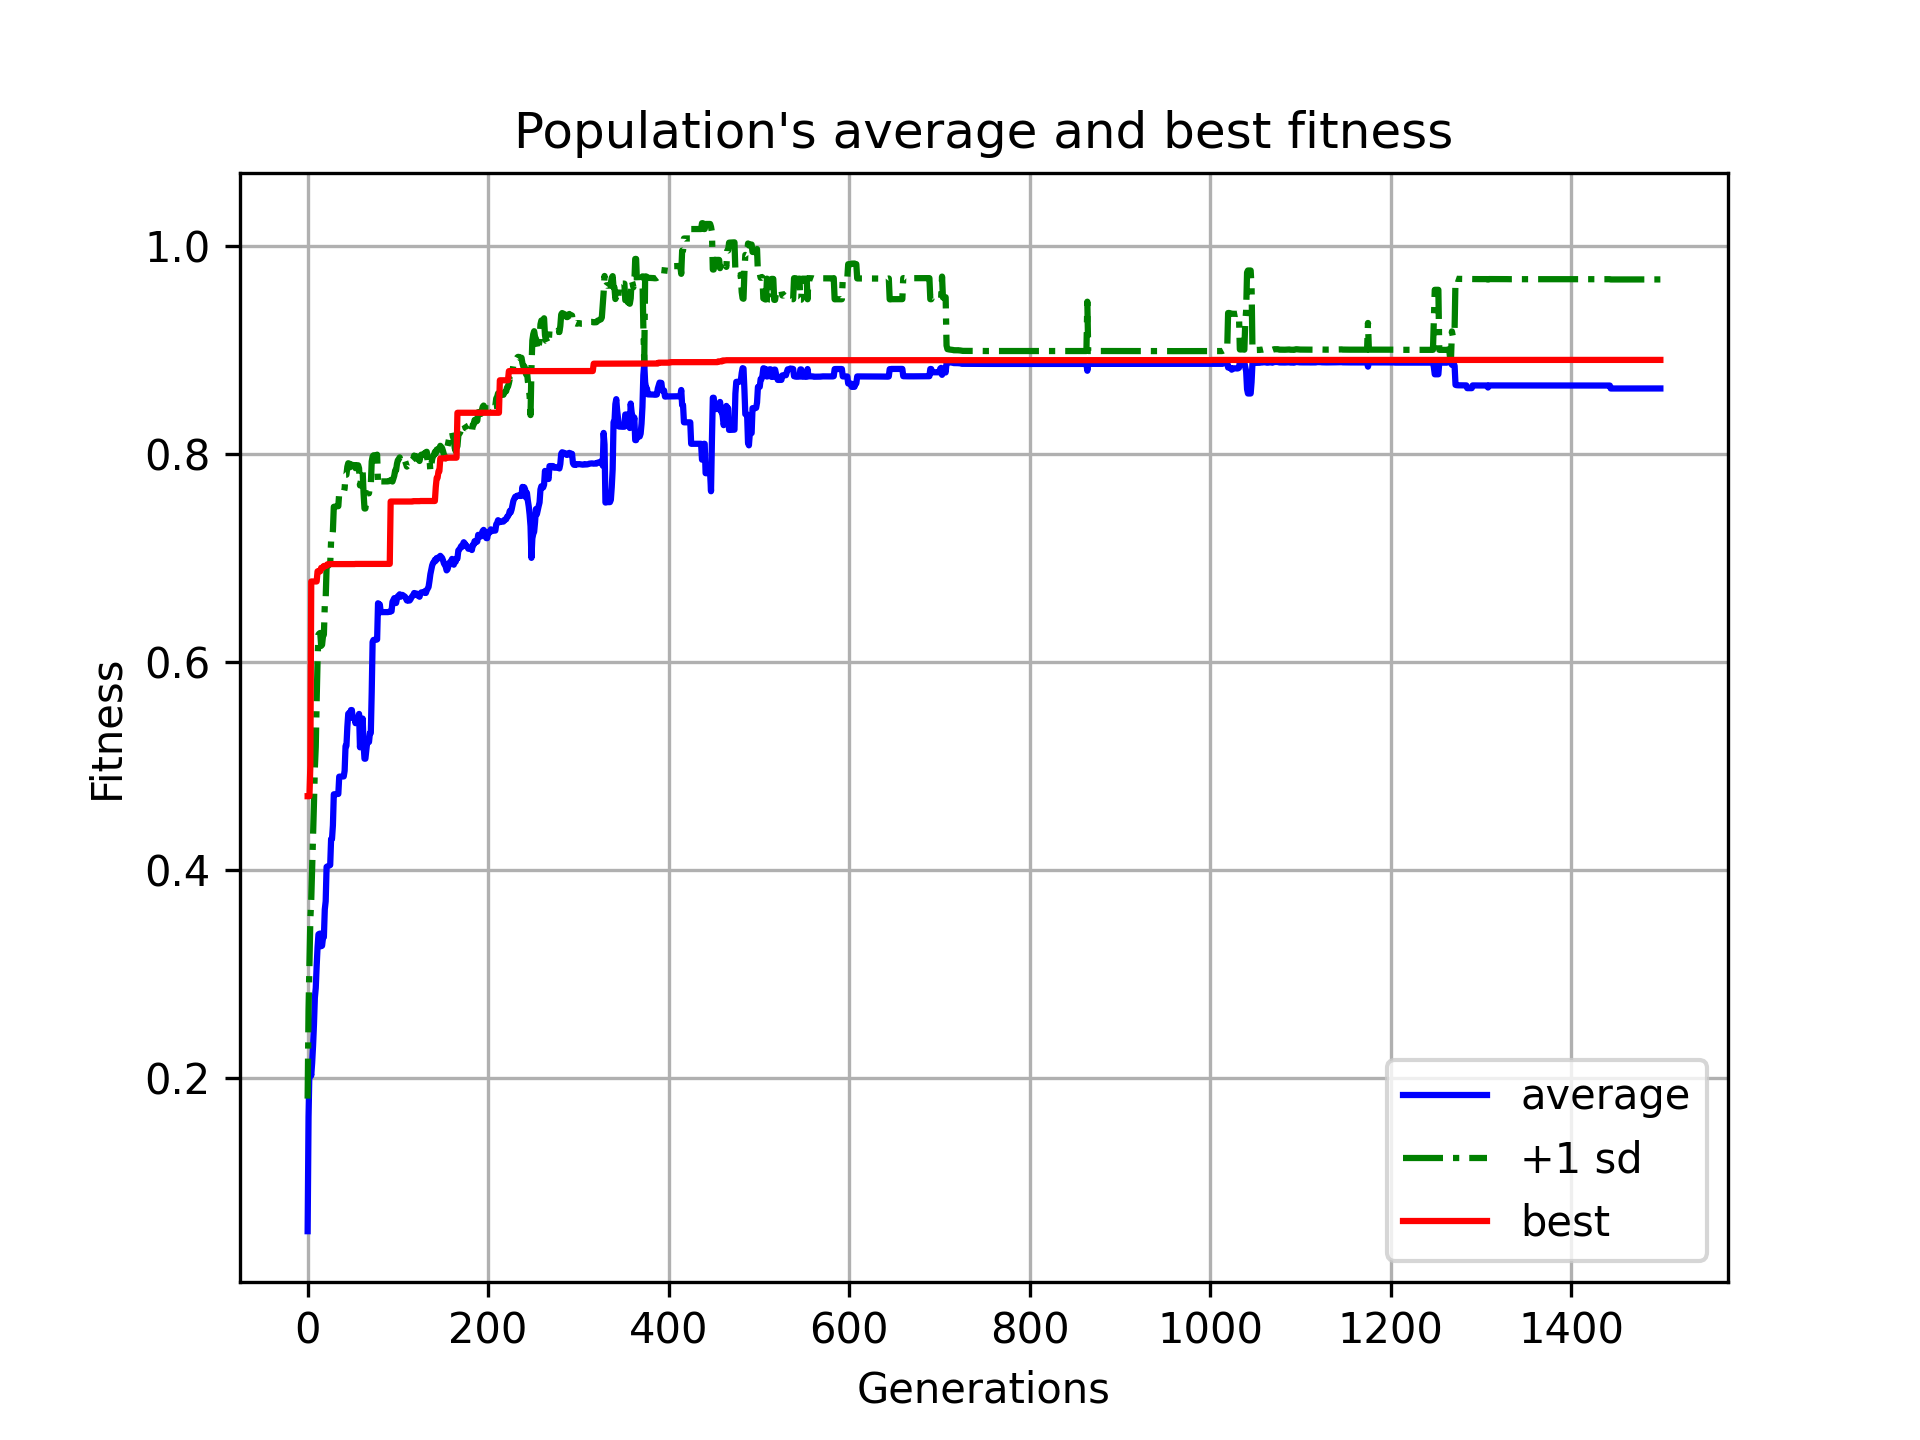 Population's average and best fitness
1.0
0.8
0.6
0.4
0.2
Fitness
0 200 400 600 800 1000 1200 1400
Generations
average
+1 sd
best